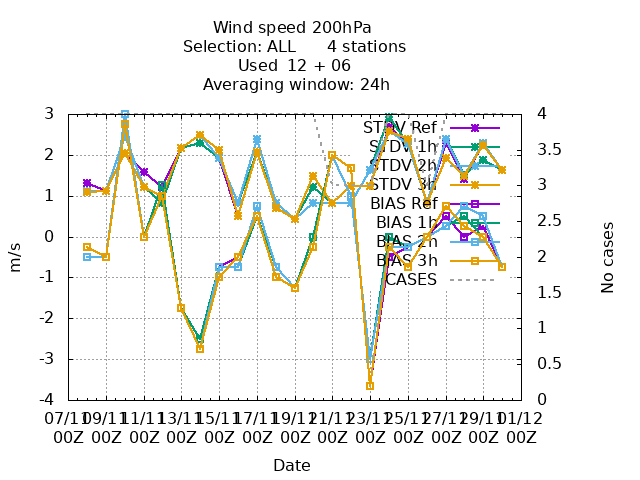 Wind speed 200hPa
Selection: ALL 4 stations
Used 12 + 06
Averaging window: 24h
3
2
1
0
-1
-2
-3
-4
m/s
4
3.5
3
2.5
2
1.5
1
0.5
0
No cases
STDV Ref
STDV 1h
STDV 2h
STDV 3h
BIAS Ref
BIAS 1h
BIAS 2h
BIAS 3h
CASES
07/11 09/11 11/11 13/11 15/11 17/11 19/11 21/11 23/11 25/11 27/11 29/11 01/12
00Z 00Z 00Z 00Z 00Z 00Z 00Z 00Z 00Z 00Z 00Z 00Z 00Z
Date